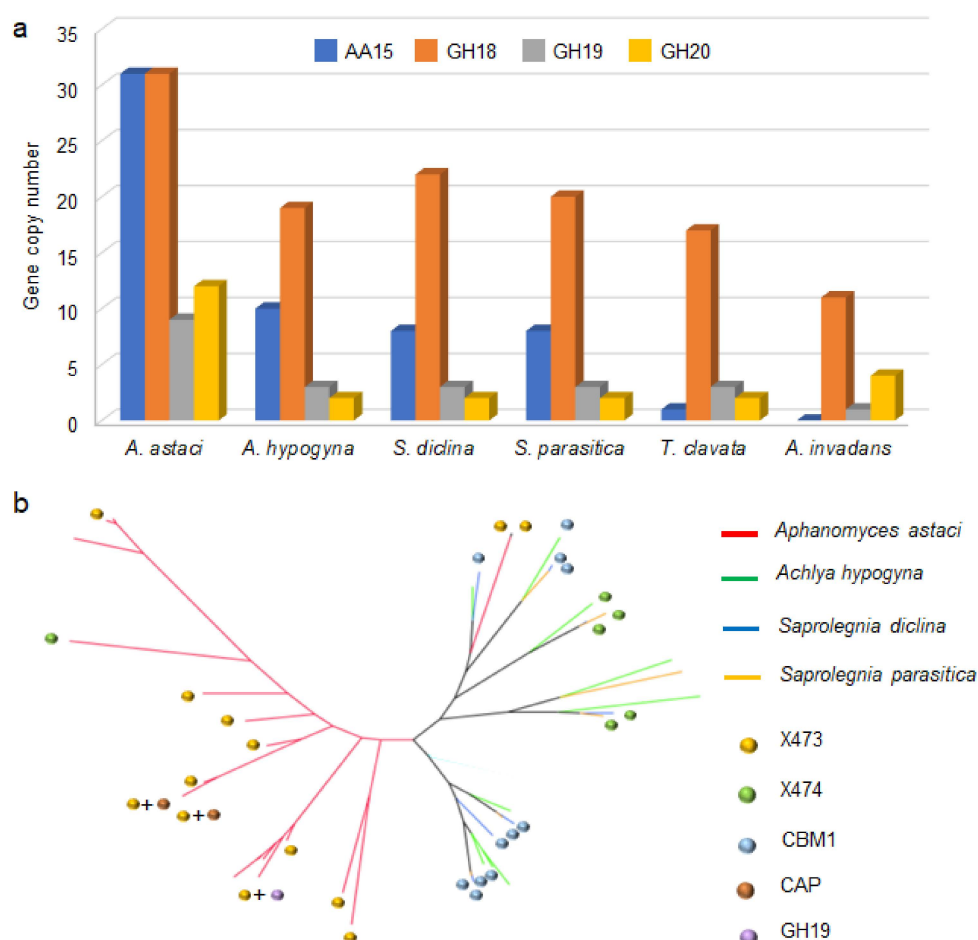 a
35
AA15 GH18 GH19 GH20
30
25
20
15
10
5
0
Gene copy number
A. astaci A. hypogyna S. diclina S. parasitica T. clavata A. invadans
b
Aphanomyces astaci
Achlya hypogyna
Saprolegnia diclina
Saprolegnia parasitica
X473
X474
+
+
CBM1
CAP
+
GH19